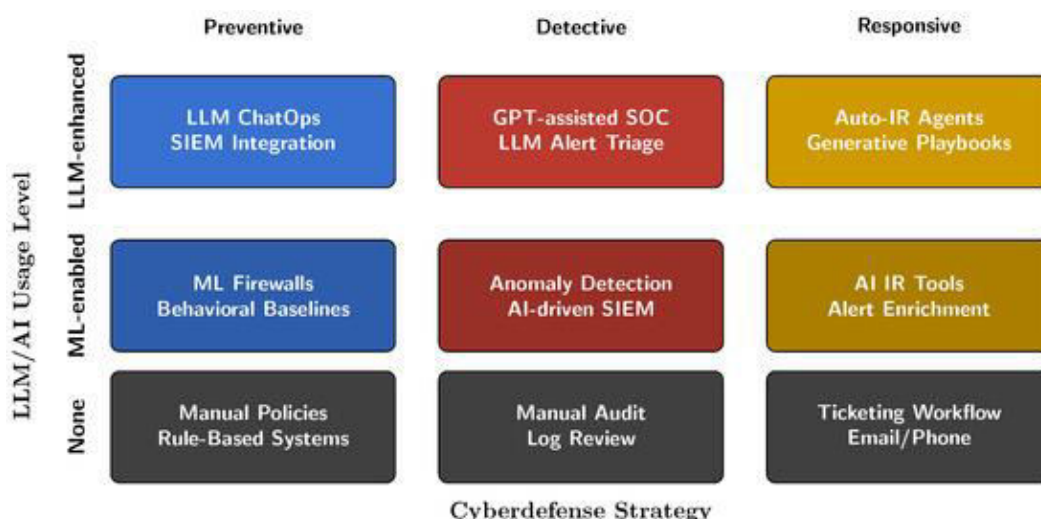 Preventive
Detective
Responsive
LLM/AI Usage Level
LLM-enhanced
LLM ChatOps
SIEM Integration
GPT-assisted SOC
LLM Alert Triage
Auto-IR Agents
Generative Playbooks
ML-enabled
ML Firewalls
Behavioral Baselines
Anomaly Detection
AI-driven SIEM
AI IR Tools
Alert Enrichment
None
Manual Policies
Rule-Based Systems
Manual Audit
Log Review
Ticketing Workflow
Email/Phone
Cyberdefense Strategy